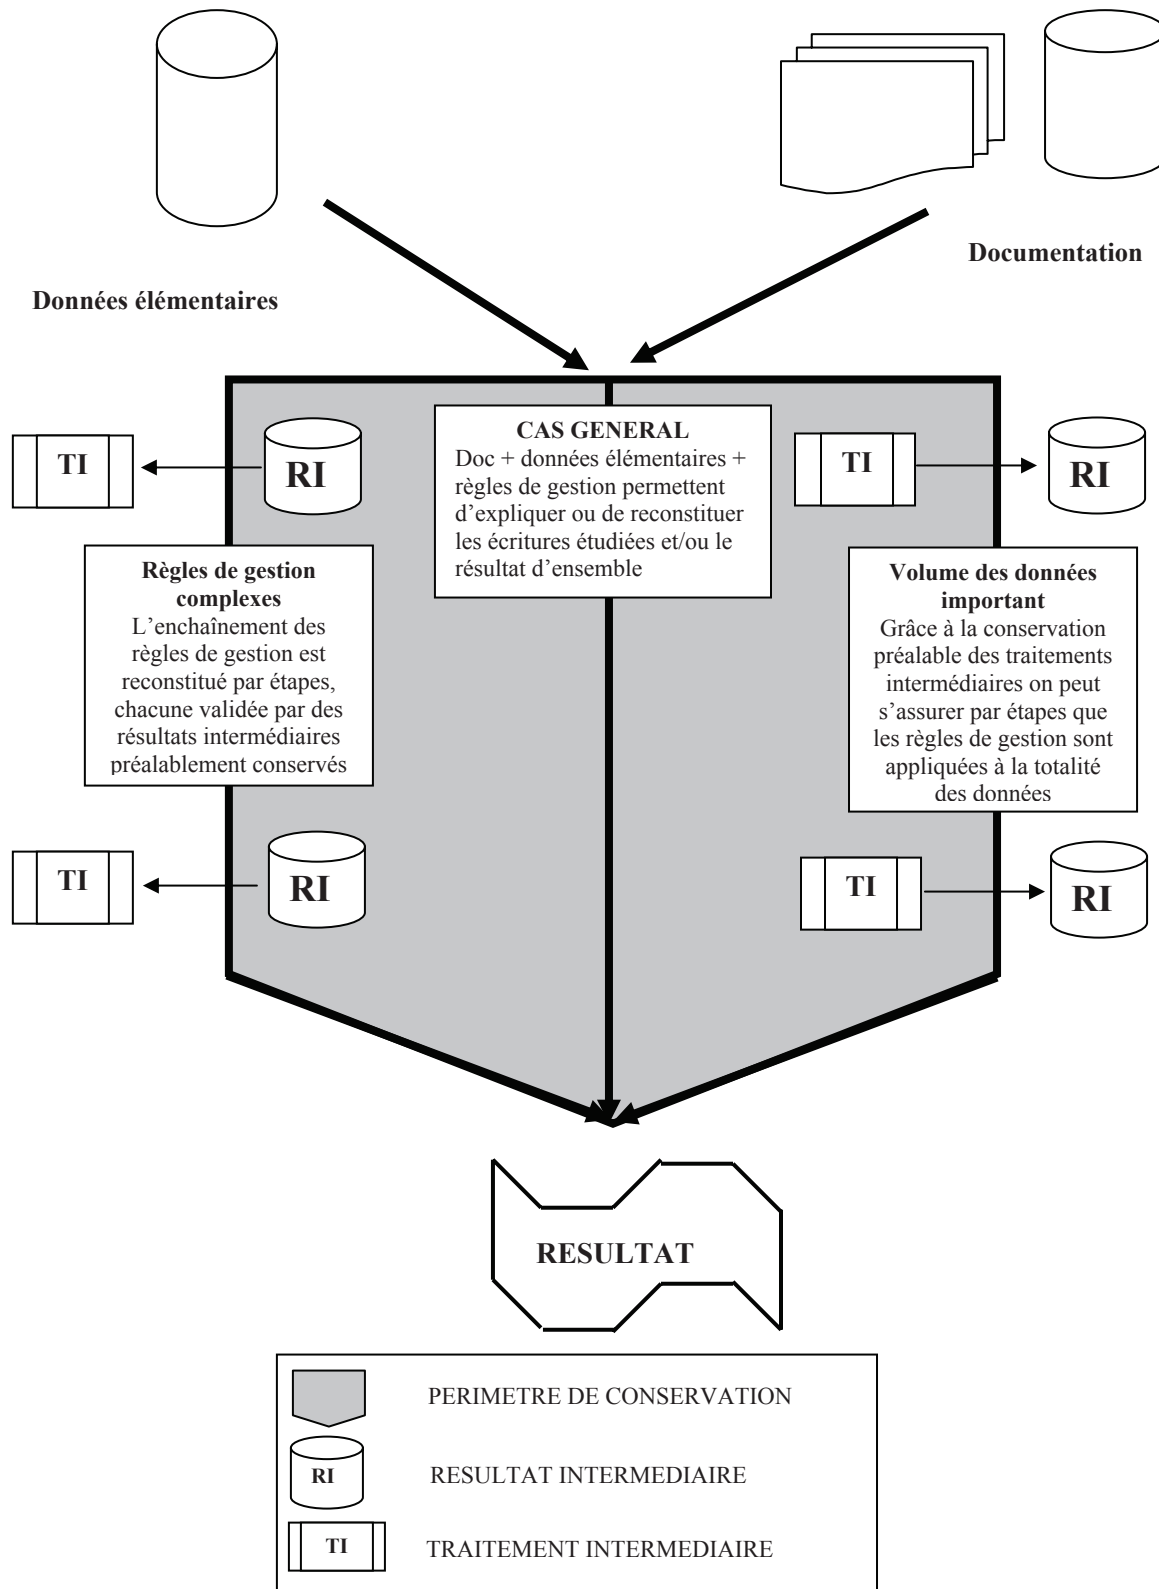 Documentation
Données élémentaires
CAS GENERAL
Doc + données élémentaires +
règles de gestion permettent
d’expliquer ou de reconstituer
les écritures étudiées et/ou le
résultat d’ensemble
TI
RI
TI
RI
Règles de gestion
complexes
L’enchaînement des
règles de gestion est
reconstitué par étapes,
chacune validée par des
résultats intermédiaires
préalablement conservés
Volume des données
important
Grâce à la conservation
préalable des traitements
intermédiaires on peut
s’assurer par étapes que
les règles de gestion sont
appliquées à la totalité
des données
TI
RI
TI
RI
RESULTAT
PERIMETRE DE CONSERVATION
RI
RESULTAT INTERMEDIAIRE
TI
TRAITEMENT INTERMEDIAIRE